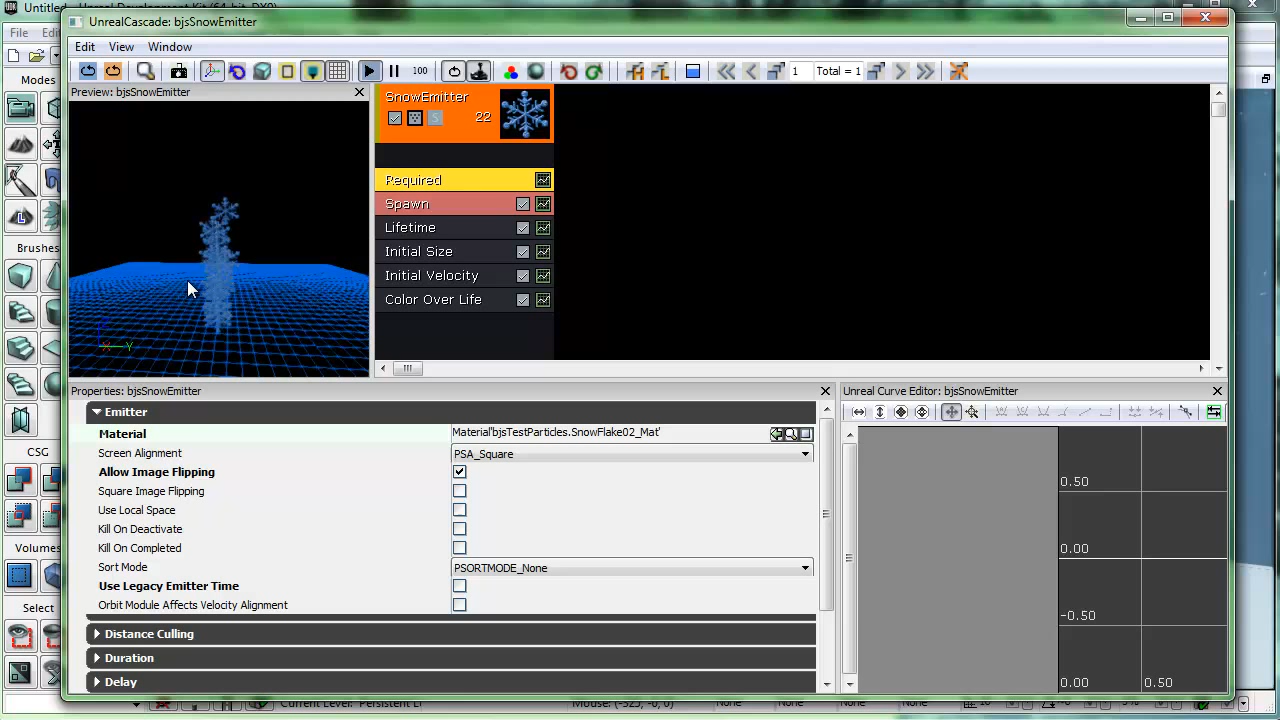 Untitled
UnrealCascade: bjsSnowEmitter
File
Edit View Window
100
1 Total = 1
Modes
Preview: bjsSnowEmitter
SnowEmitter
S 22
Required
Spawn
Lifetime
Initial Size
Initial Velocity
Color Over Life
X Y
Brushes
CSG
Volumes
Select
Properties: bjsSnowEmitter
Emitter
Material Material'bjsTestParticles.SnowFlake02_Mat'
Screen Alignment PSA_Square
Allow Image Flipping
Square Image Flipping
Use Local Space
Kill On Deactivate
Kill On Completed
Sort Mode PSORTMODE_None
Use Legacy Emitter Time
Orbit Module Affects Velocity Alignment
Distance Culling
Duration
Delay
Unreal Curve Editor: bjsSnowEmitter
0.50
0.00
-0.50
0.00 0.50